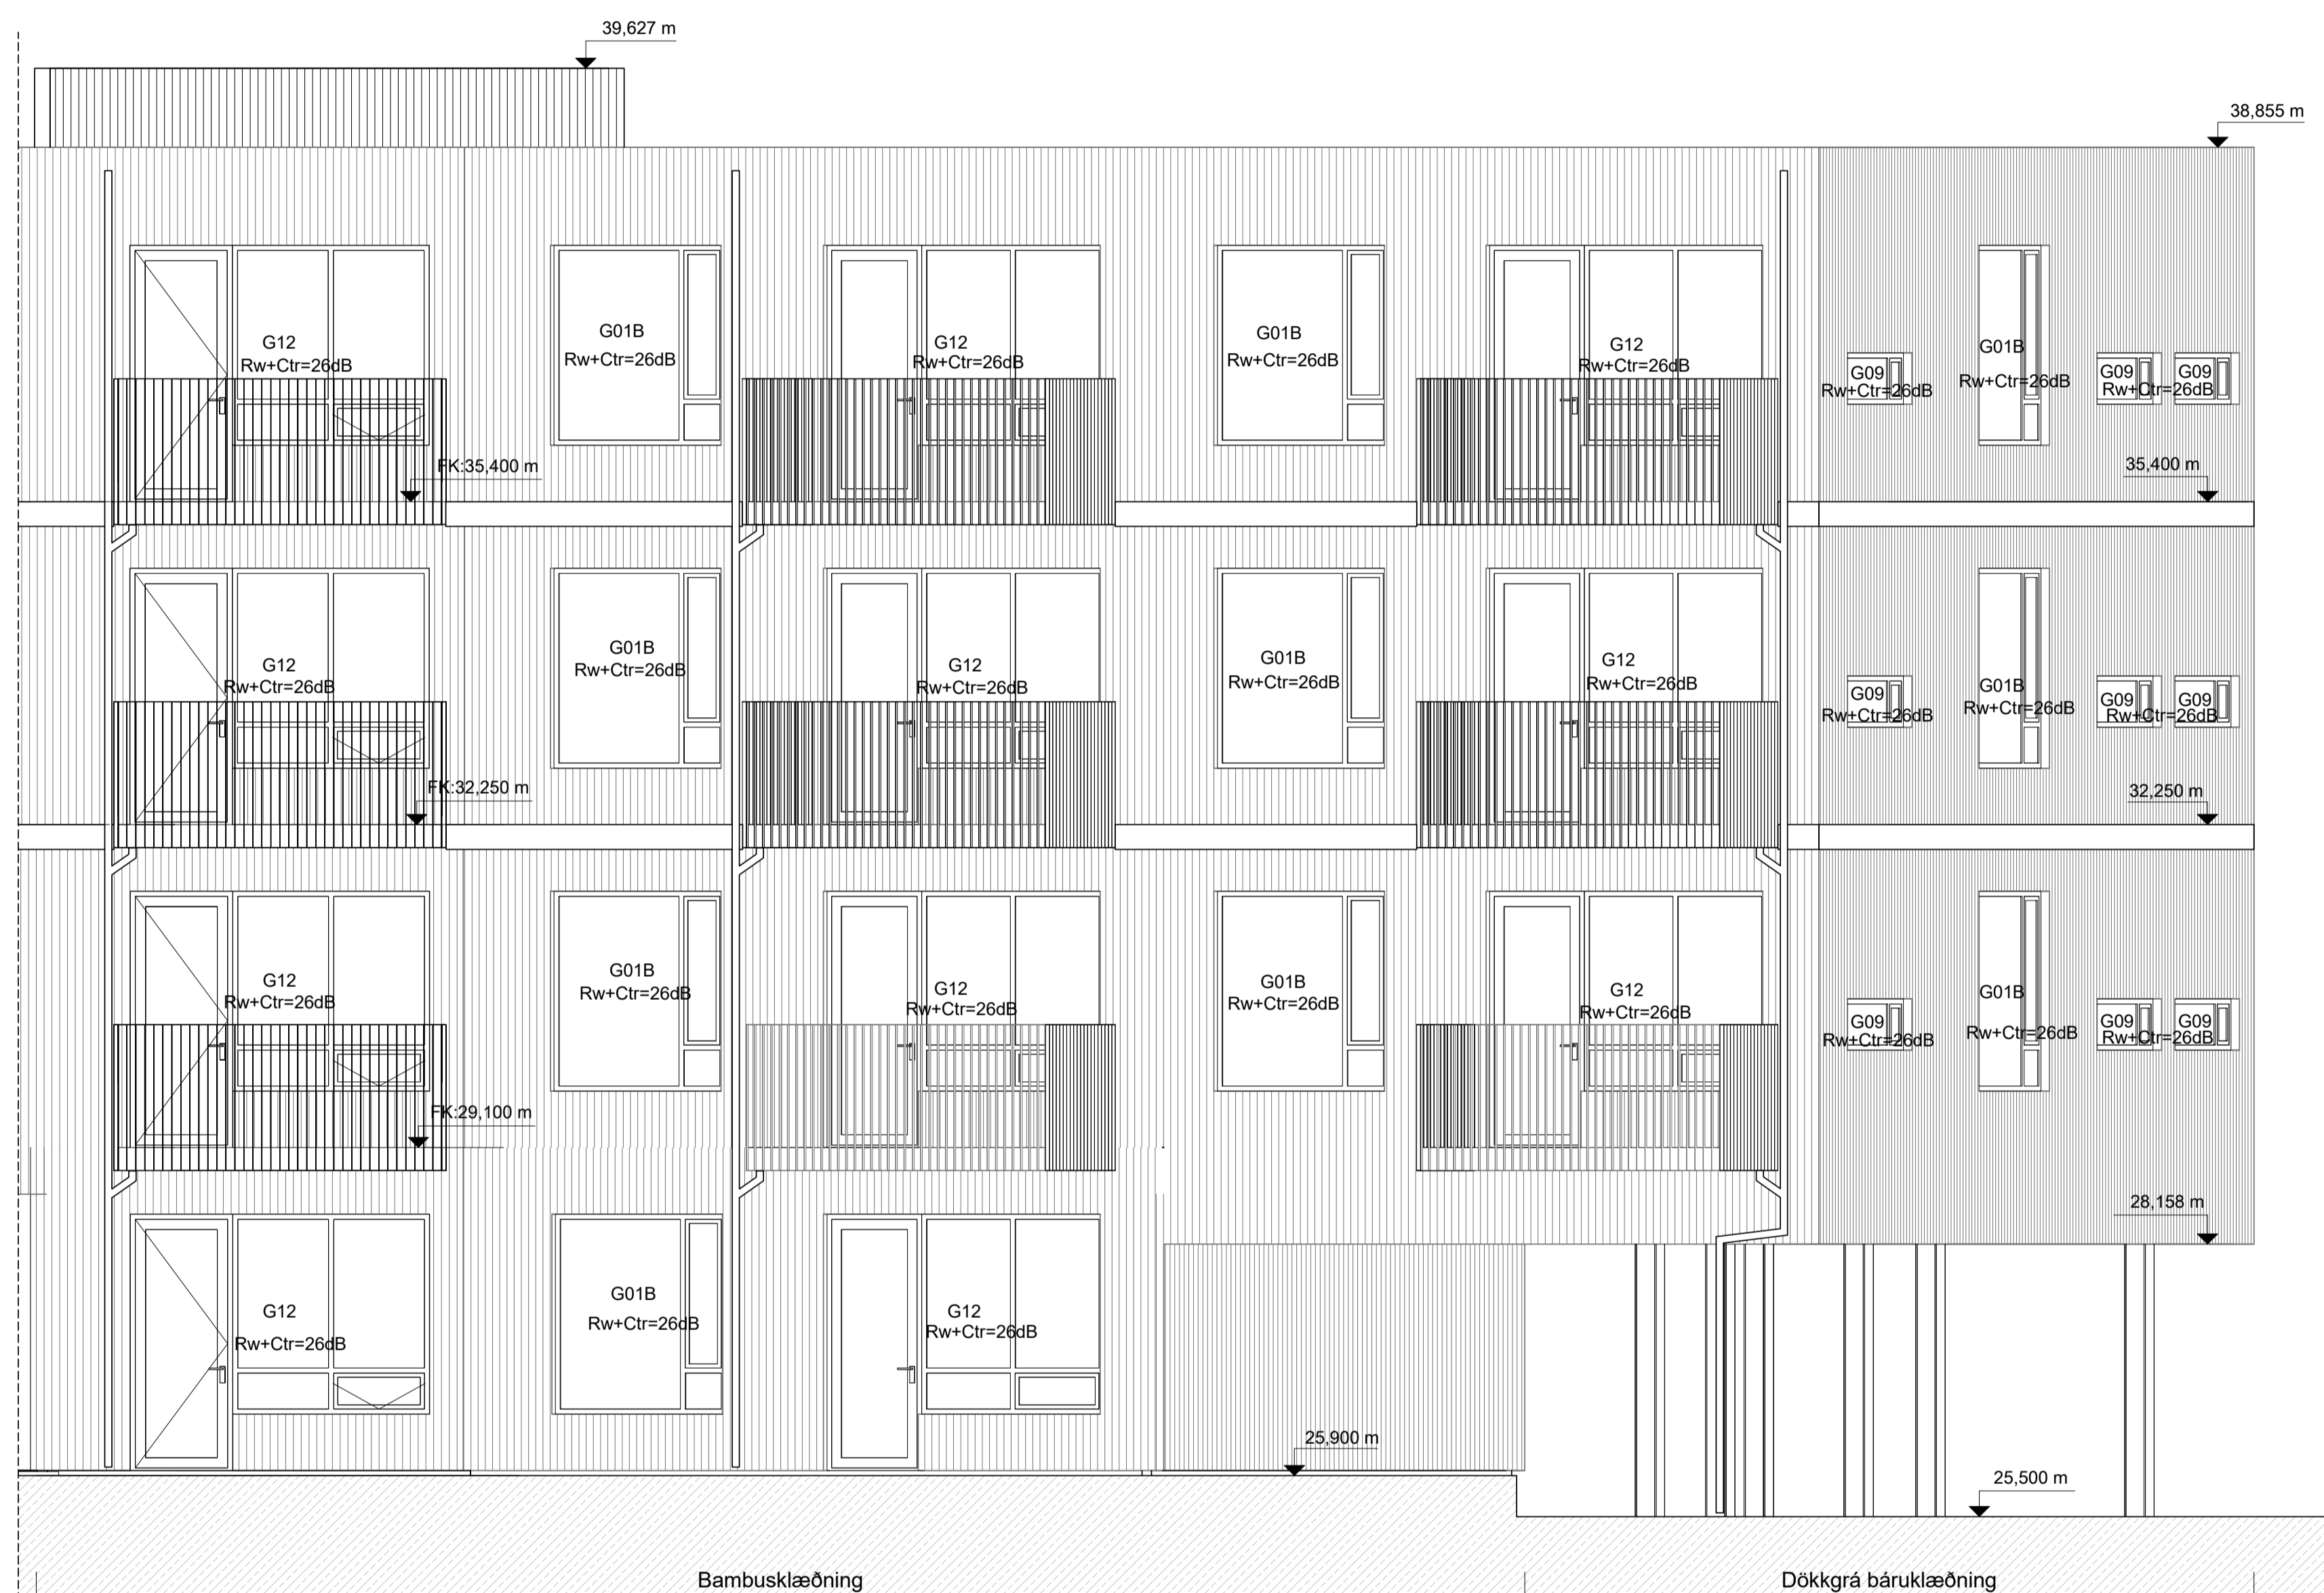 39,627 m
38,855 m
G12
Rw+Ctr=26dB
G01B
Rw+Ctr=26dB
G12
Rw+Ctr=26dB
G01B
Rw+Ctr=26dB
G12
Rw+Ctr=26dB
G09
Rw+Ctr=26dB
G01B
Rw+Ctr=26dB
G09
G09
Rw+Ctr=26dB
FK:35,400 m
35,400 m
G12
Rw+Ctr=26dB
G01B
Rw+Ctr=26dB
G12
Rw+Ctr=26dB
G01B
Rw+Ctr=26dB
G12
Rw+Ctr=26dB
G09
Rw+Ctr=26dB
G01B
Rw+Ctr=26dB
G09
G09
Rw+Ctr=26dB
FK:32,250 m
32,250 m
G12
Rw+Ctr=26dB
G01B
Rw+Ctr=26dB
G12
Rw+Ctr=26dB
G01B
Rw+Ctr=26dB
G12
Rw+Ctr=26dB
G09
Rw+Ctr=26dB
G01B
Rw+Ctr=26dB
G09
G09
Rw+Ctr=26dB
FK:29,100 m
28,158 m
G12
Rw+Ctr=26dB
G01B
Rw+Ctr=26dB
G12
Rw+Ctr=26dB
25,900 m
25,500 m
Bambusklæðning
Dökkgrá báruklæðning